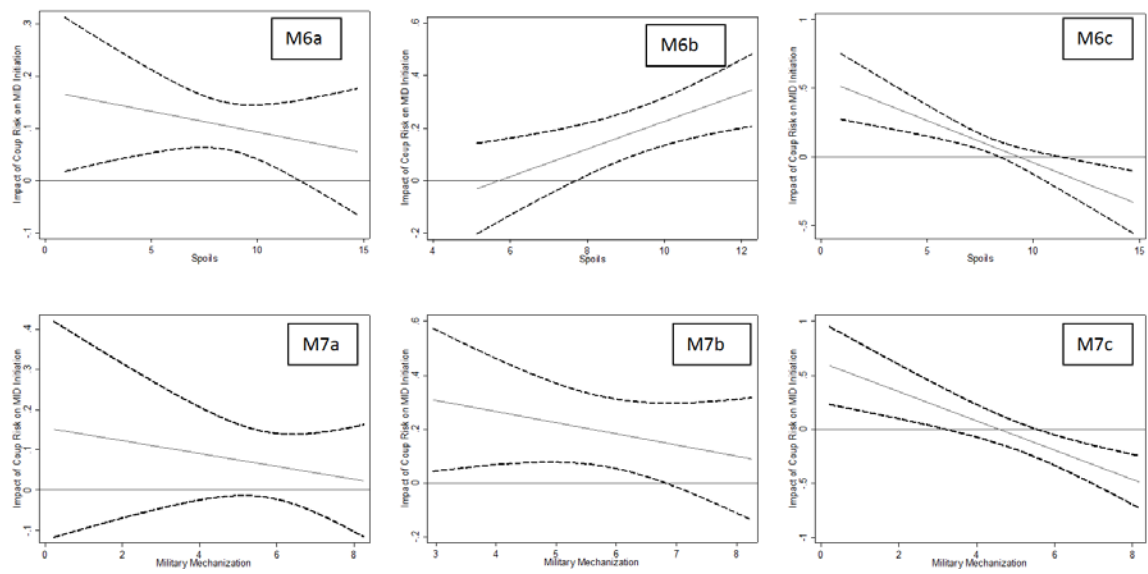 M6a
Impact of Coup Risk on MID Initiation
.3
.2
.1
0
-.1
0 5 10 15
Spoils
M6b
Impact of Coup Risk on MID Initiation
.6
.4
.2
0
-.2
4 6 8 10 12
Spoils
M6c
Impact of Coup Risk on MID Initiation
1
.5
0
-.5
0 5 10 15
Spoils
M7a
Impact of Coup Risk on MID Initiation
.4
.3
.2
.1
0
-.1
0 2 4 6 8
Military Mechanization
M7b
Impact of Coup Risk on MID Initiation
.6
.4
.2
0
-.2
3 4 5 6 7 8
Military Mechanization
M7c
Impact of Coup Risk on MID Initiation
1
.5
0
-.5
-1
0 2 4 6 8
Military Mechanization